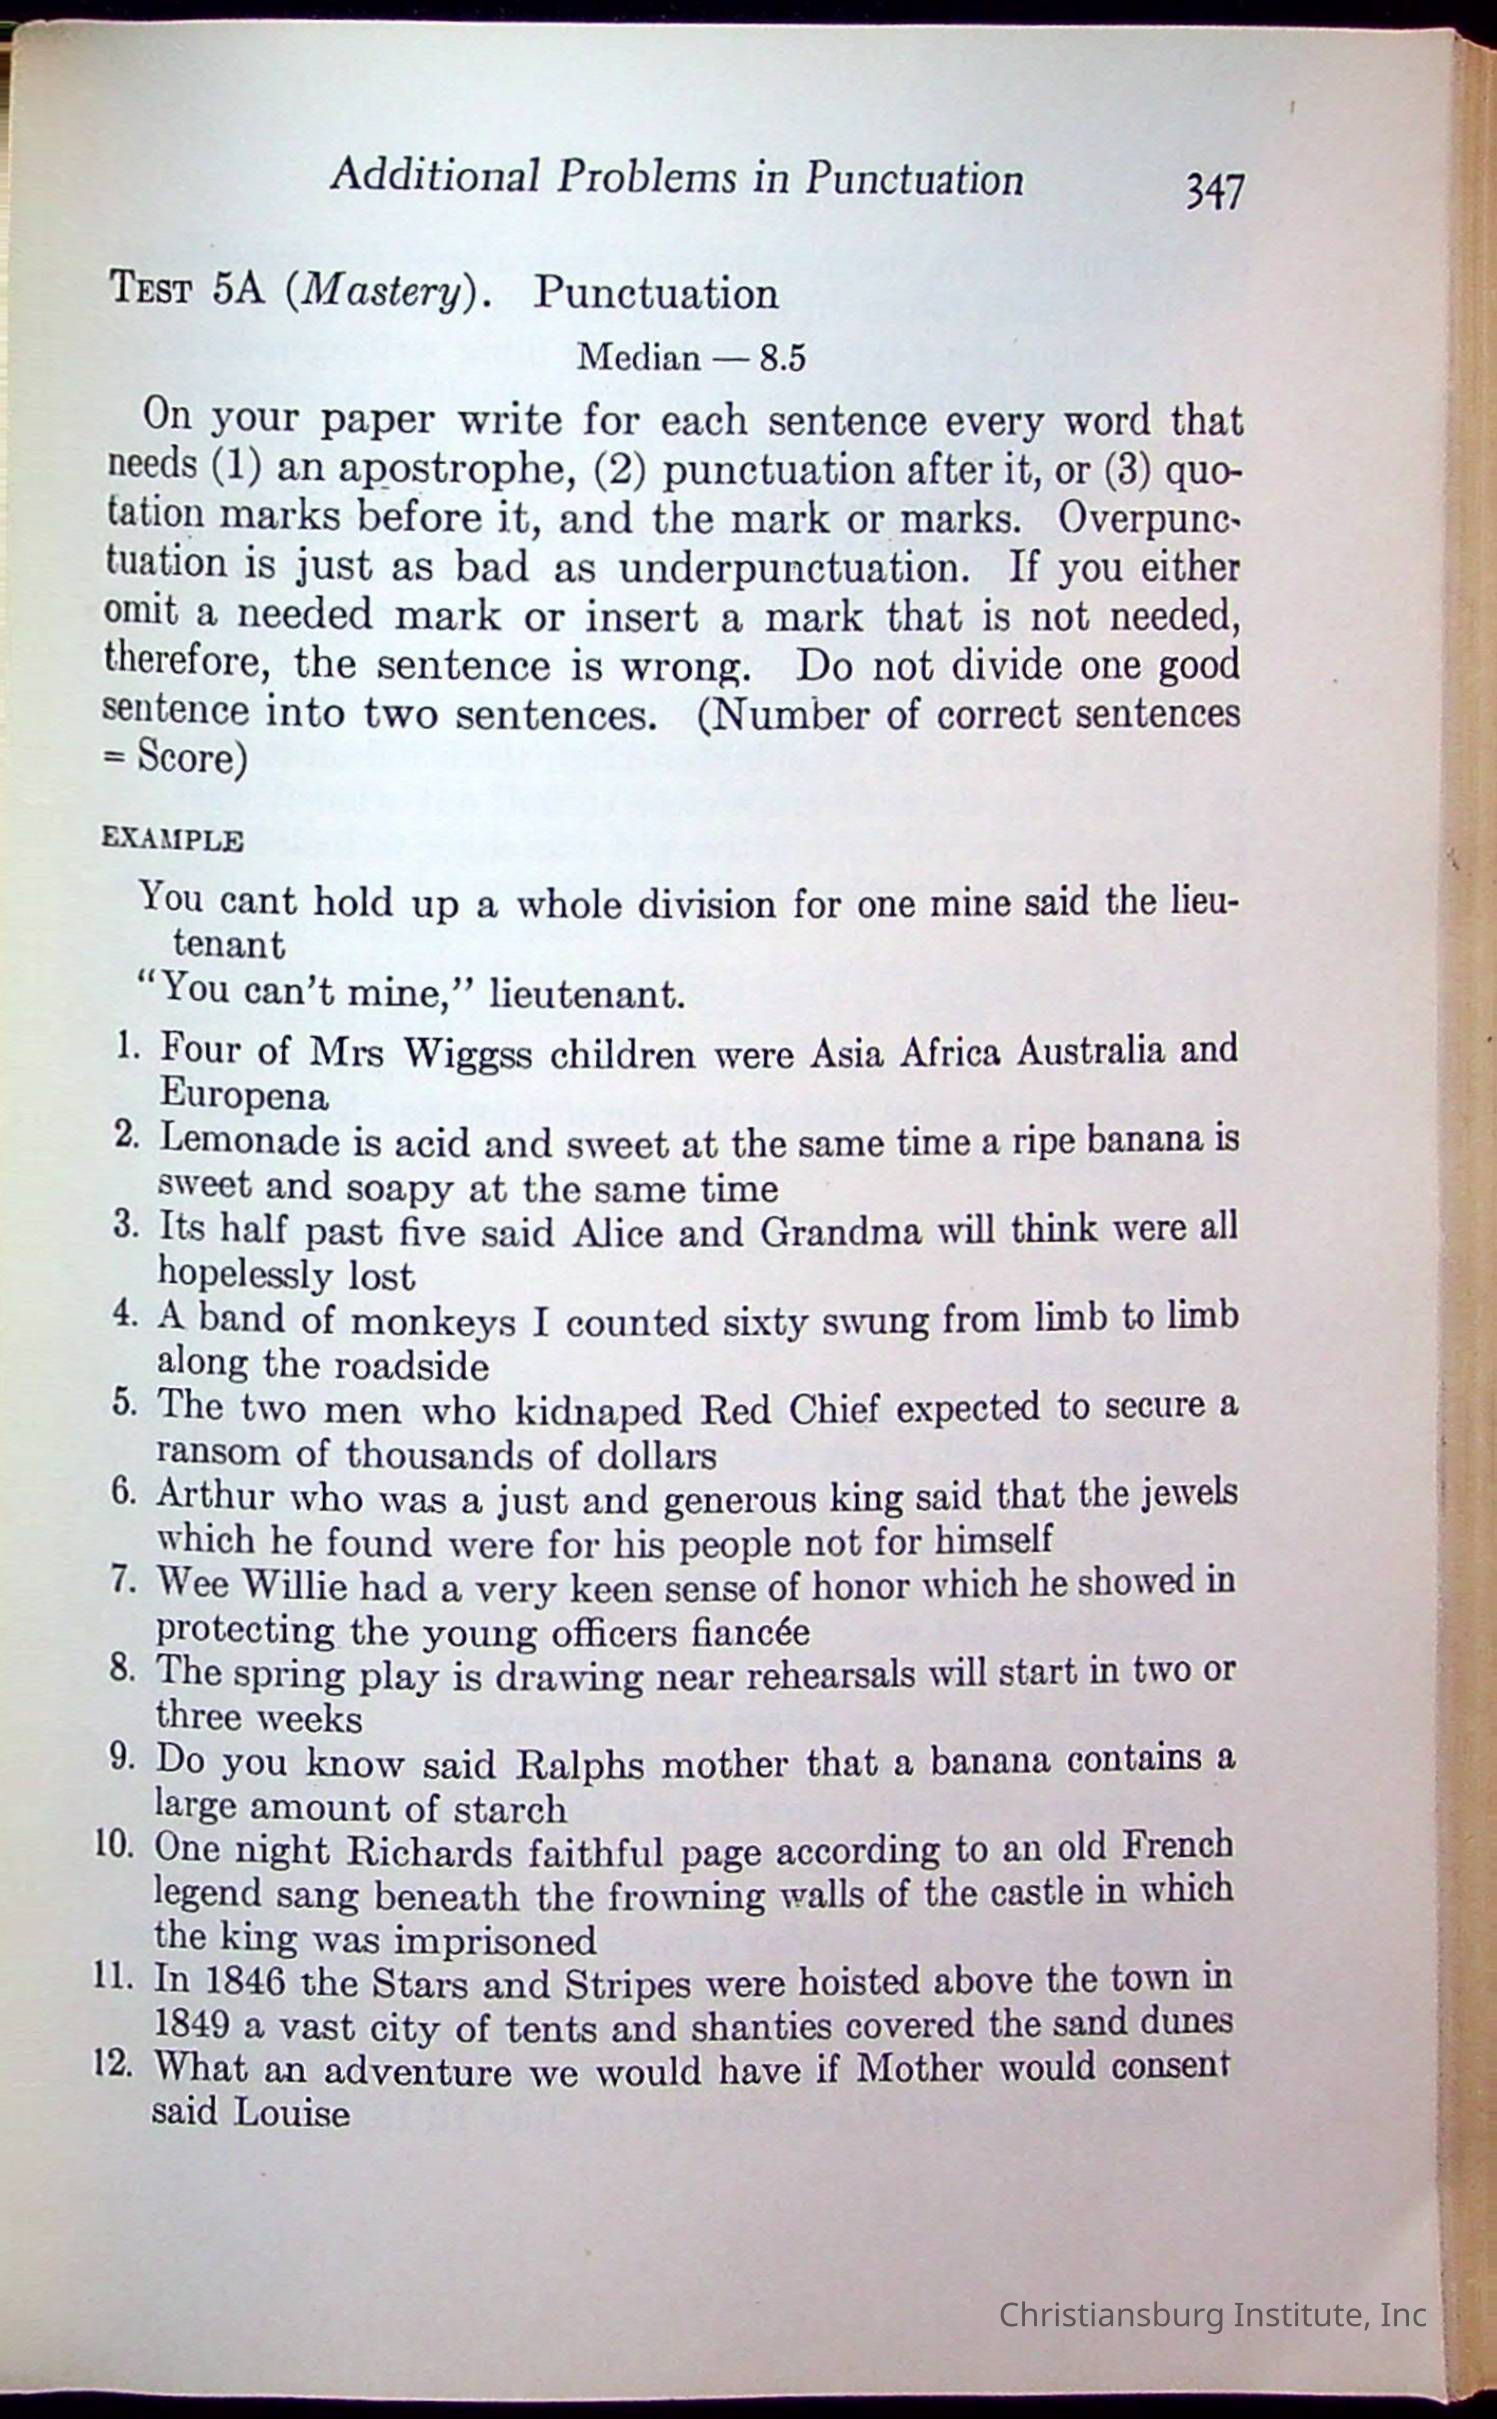 Additional Problems in Punctuation 347
TEST 5A (Mastery). Punctuation
Median — 8.5
On your paper write for each sentence every word that
needs (1) an apostrophe, (2) punctuation after it, or (3) quo-
tation marks before it, and the mark or marks. Overpunc-
tuation is just as bad as underpunctuation. If you either
omit a needed mark or insert a mark that is not needed,
therefore, the sentence is wrong. Do not divide one good
sentence into two sentences. (Number of correct sentences
= Score)
EXAMPLE
You cant hold up a whole division for one mine said the lieu-
tenant
“You can’t mine,” lieutenant.
1. Four of Mrs Wiggss children were Asia Africa Australia and
Europena
2. Lemonade is acid and sweet at the same time a ripe banana is
sweet and soapy at the same time
3. Its half past five said Alice and Grandma will think were all
hopelessly lost
4. A band of monkeys I counted sixty swung from limb to limb
along the roadside
5. The two men who kidnaped Red Chief expected to secure a
ransom of thousands of dollars
6. Arthur who was a just and generous king said that the jewels
which he found were for his people not for himself
7. Wee Willie had a very keen sense of honor which he showed in
protecting the young officers fiancée
8. The spring play is drawing near rehearsals will start in two or
three weeks
9. Do you know said Ralphs mother that a banana contains a
large amount of starch
10. One night Richards faithful page according to an old French
legend sang beneath the frowning walls of the castle in which
the king was imprisoned
11. In 1846 the Stars and Stripes were hoisted above the town in
1849 a vast city of tents and shanties covered the sand dunes
12. What an adventure we would have if Mother would consent
said Louise
Christiansburg Institute, Inc